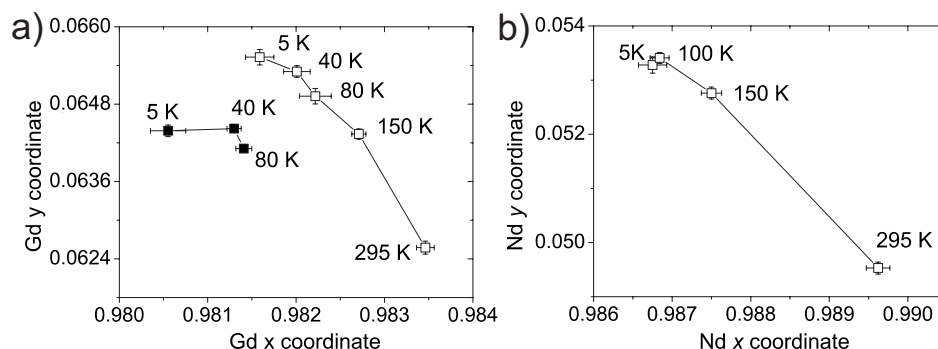 a)
0.0660
0.0648
0.0636
0.0624
Gd y coordinate
5 K
40 K
80 K
150 K
295 K
5 K
40 K
80 K
0.980 0.981 0.982 0.983 0.984
Gd x coordinate
b)
0.054
0.052
0.050
Nd y coordinate
5K
100 K
150 K
295 K
0.986 0.987 0.988 0.989 0.990
Nd x coordinate